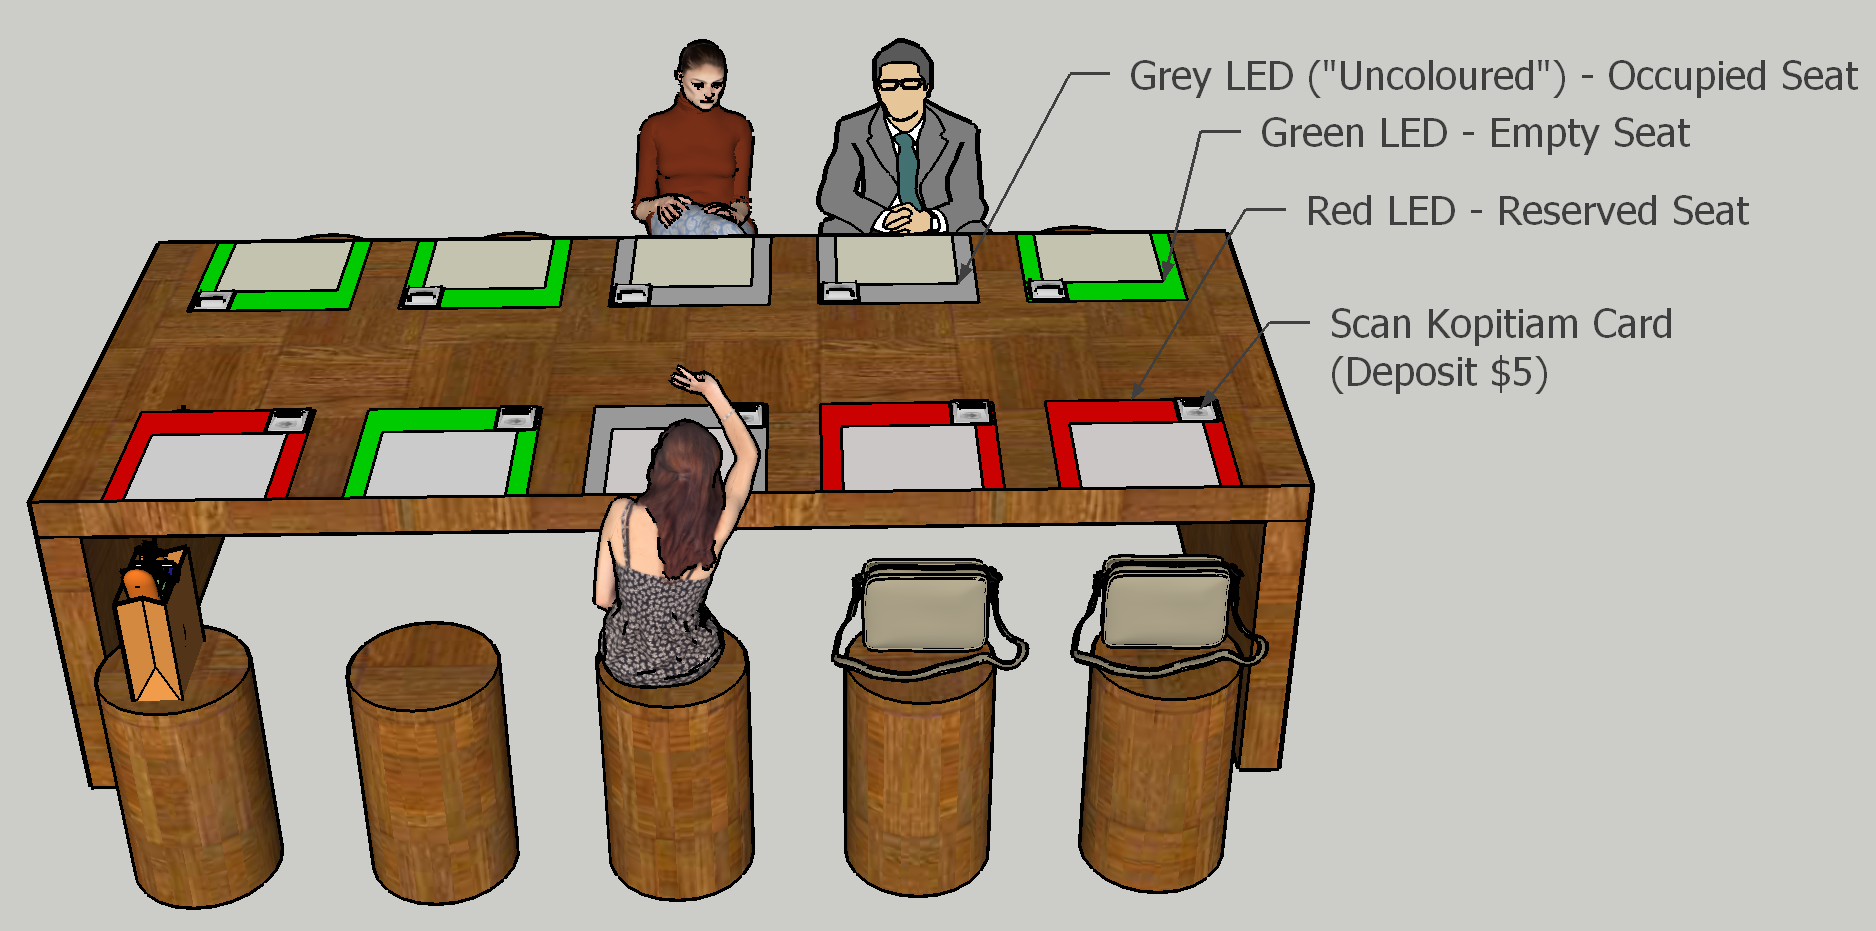 Grey LED ("Uncoloured") - Occupied Seat
Green LED - Empty Seat
Red LED - Reserved Seat
Scan Kopitiam Card
(Deposit $5)